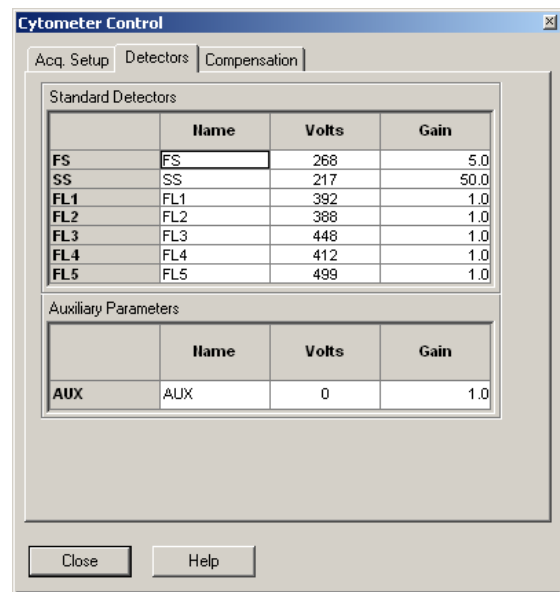 Cytometer Control
Acq. Setup Detectors Compensation
Standard Detectors
Name Volts Gain
FS FS 268 5.0
SS SS 217 50.0
FL1 FL1 392 1.0
FL2 FL2 388 1.0
FL3 FL3 448 1.0
FL4 FL4 412 1.0
FL5 FL5 499 1.0
Auxiliary Parameters
Name Volts Gain
AUX AUX 0 1.0
Close Help